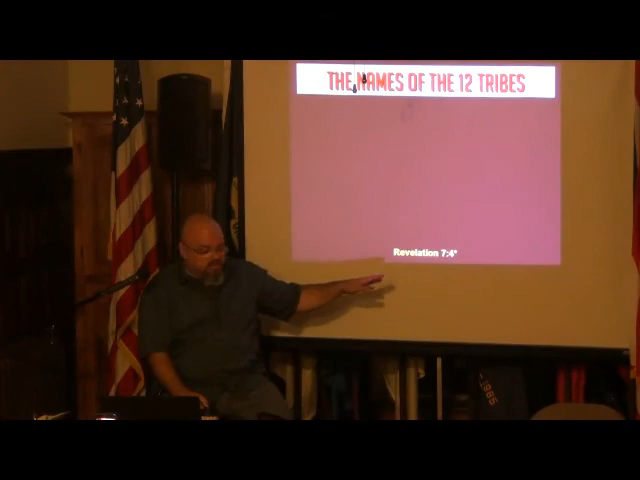 THE NAMES OF THE 12 TRIBES
Revelation 7:4*